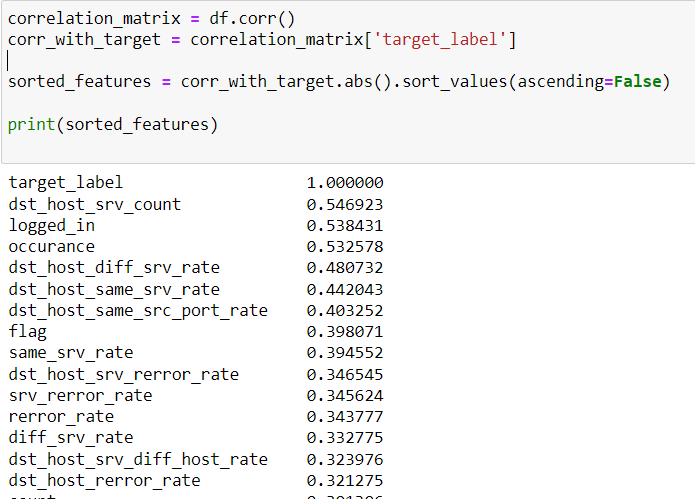 correlation_matrix = df.corr()
corr_with_target = correlation_matrix['target_label']
sorted_features = corr_with_target.abs().sort_values(ascending=False)
print(sorted_features)
target_label 1.000000
dst_host_srv_count 0.546923
logged_in 0.538431
occurance 0.532578
dst_host_diff_srv_rate 0.480732
dst_host_same_srv_rate 0.442043
dst_host_same_src_port_rate 0.403252
flag 0.398071
same_srv_rate 0.394552
dst_host_srv_rerror_rate 0.346545
srv_rerror_rate 0.345624
rerror_rate 0.343777
diff_srv_rate 0.332775
dst_host_srv_diff_host_rate 0.323976
dst_host_rerror_rate 0.321275